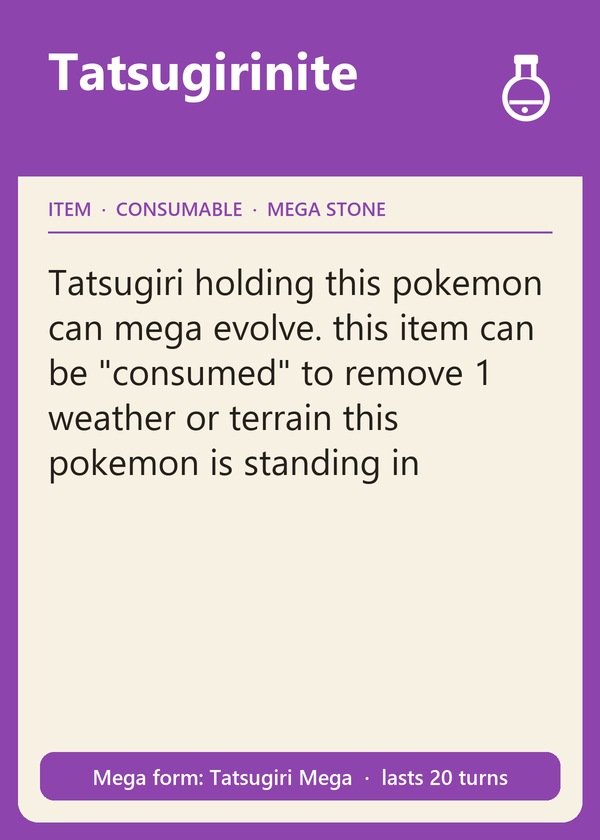 Tatsugirinite
ITEM · CONSUMABLE · MEGA STONE
Tatsugiri holding this pokemon
can mega evolve. this item can
be "consumed" to remove 1
weather or terrain this
pokemon is standing in
Mega form: Tatsugiri Mega · lasts 20 turns